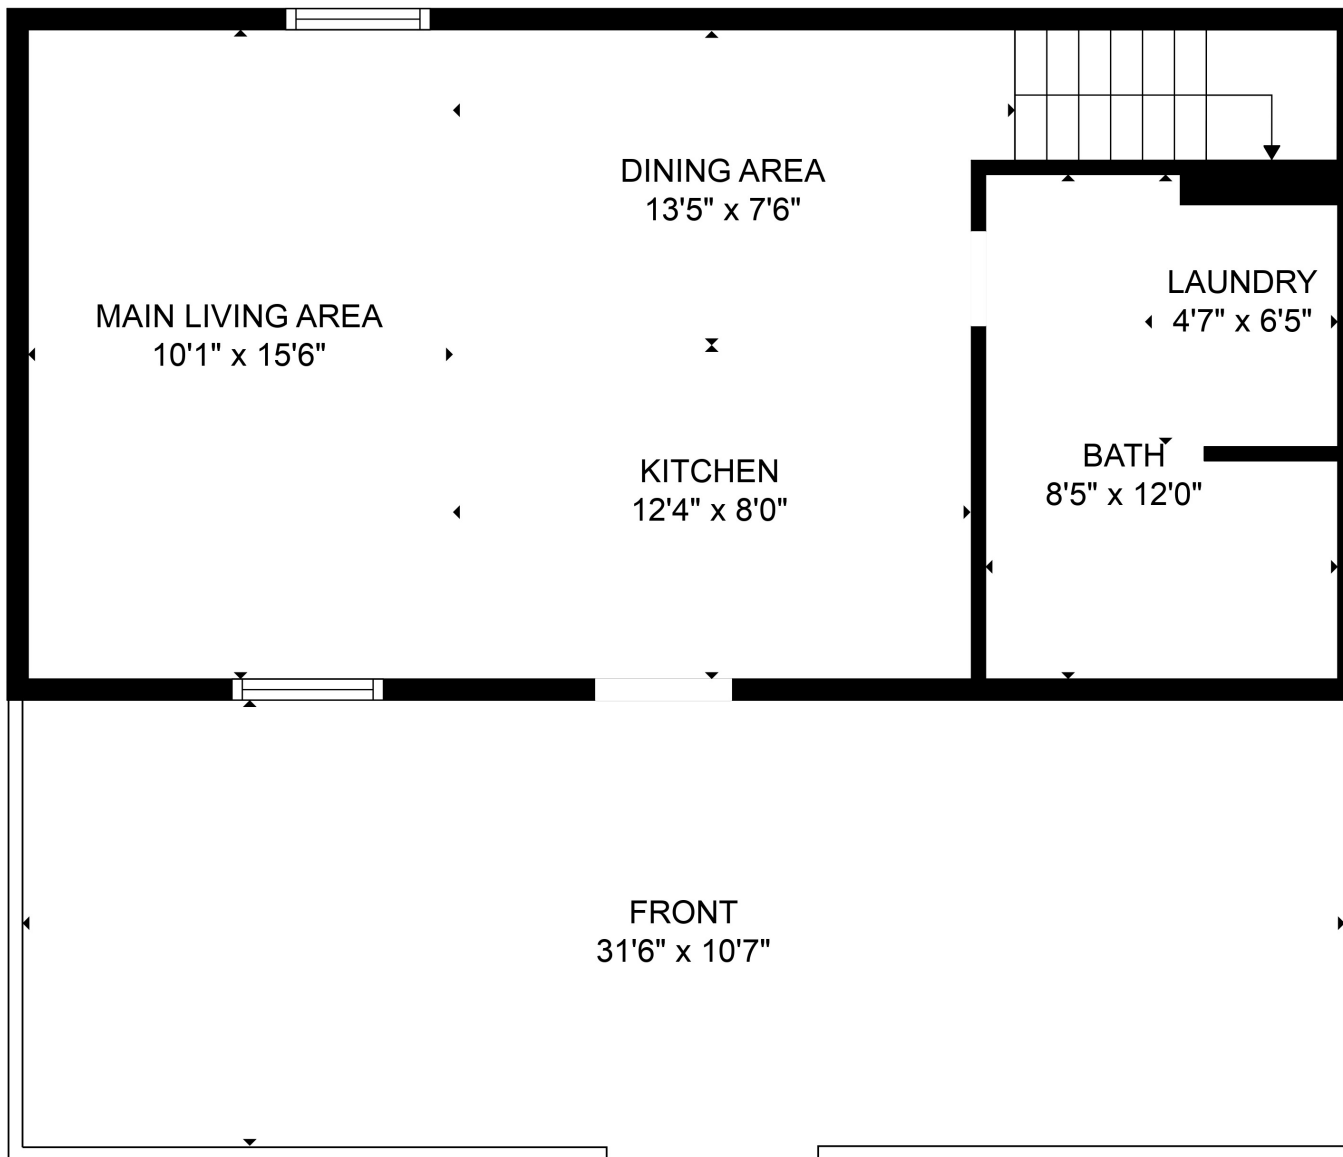 DINING AREA
13'5" x 7'6"
MAIN LIVING AREA
10'1" x 15'6"
LAUNDRY
4'7" x 6'5"
KITCHEN
12'4" x 8'0"
BATH
8'5" x 12'0"
FRONT
31'6" x 10'7"